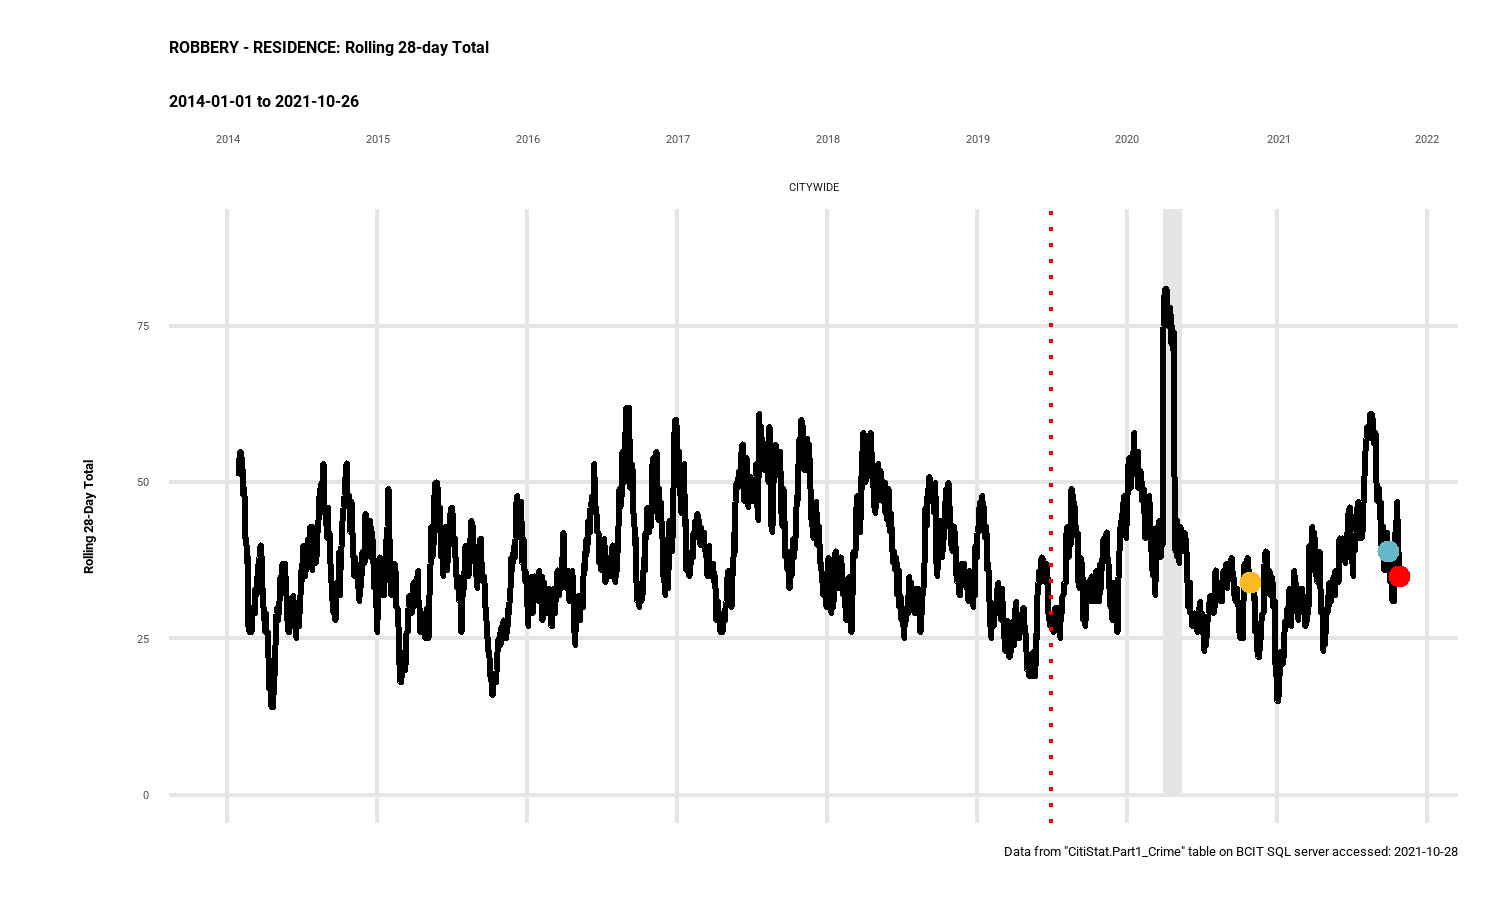 ROBBERY - RESIDENCE: Rolling 28-day Total
2014-01-01 to 2021-10-26
2014 2015 2016 2017 2018 2019 2020 2021 2022
CITYWIDE
75
50
25
0
Rolling 28-Day Total
Data from "CitiStat.Part1_Crime" table on BCIT SQL server accessed: 2021-10-28